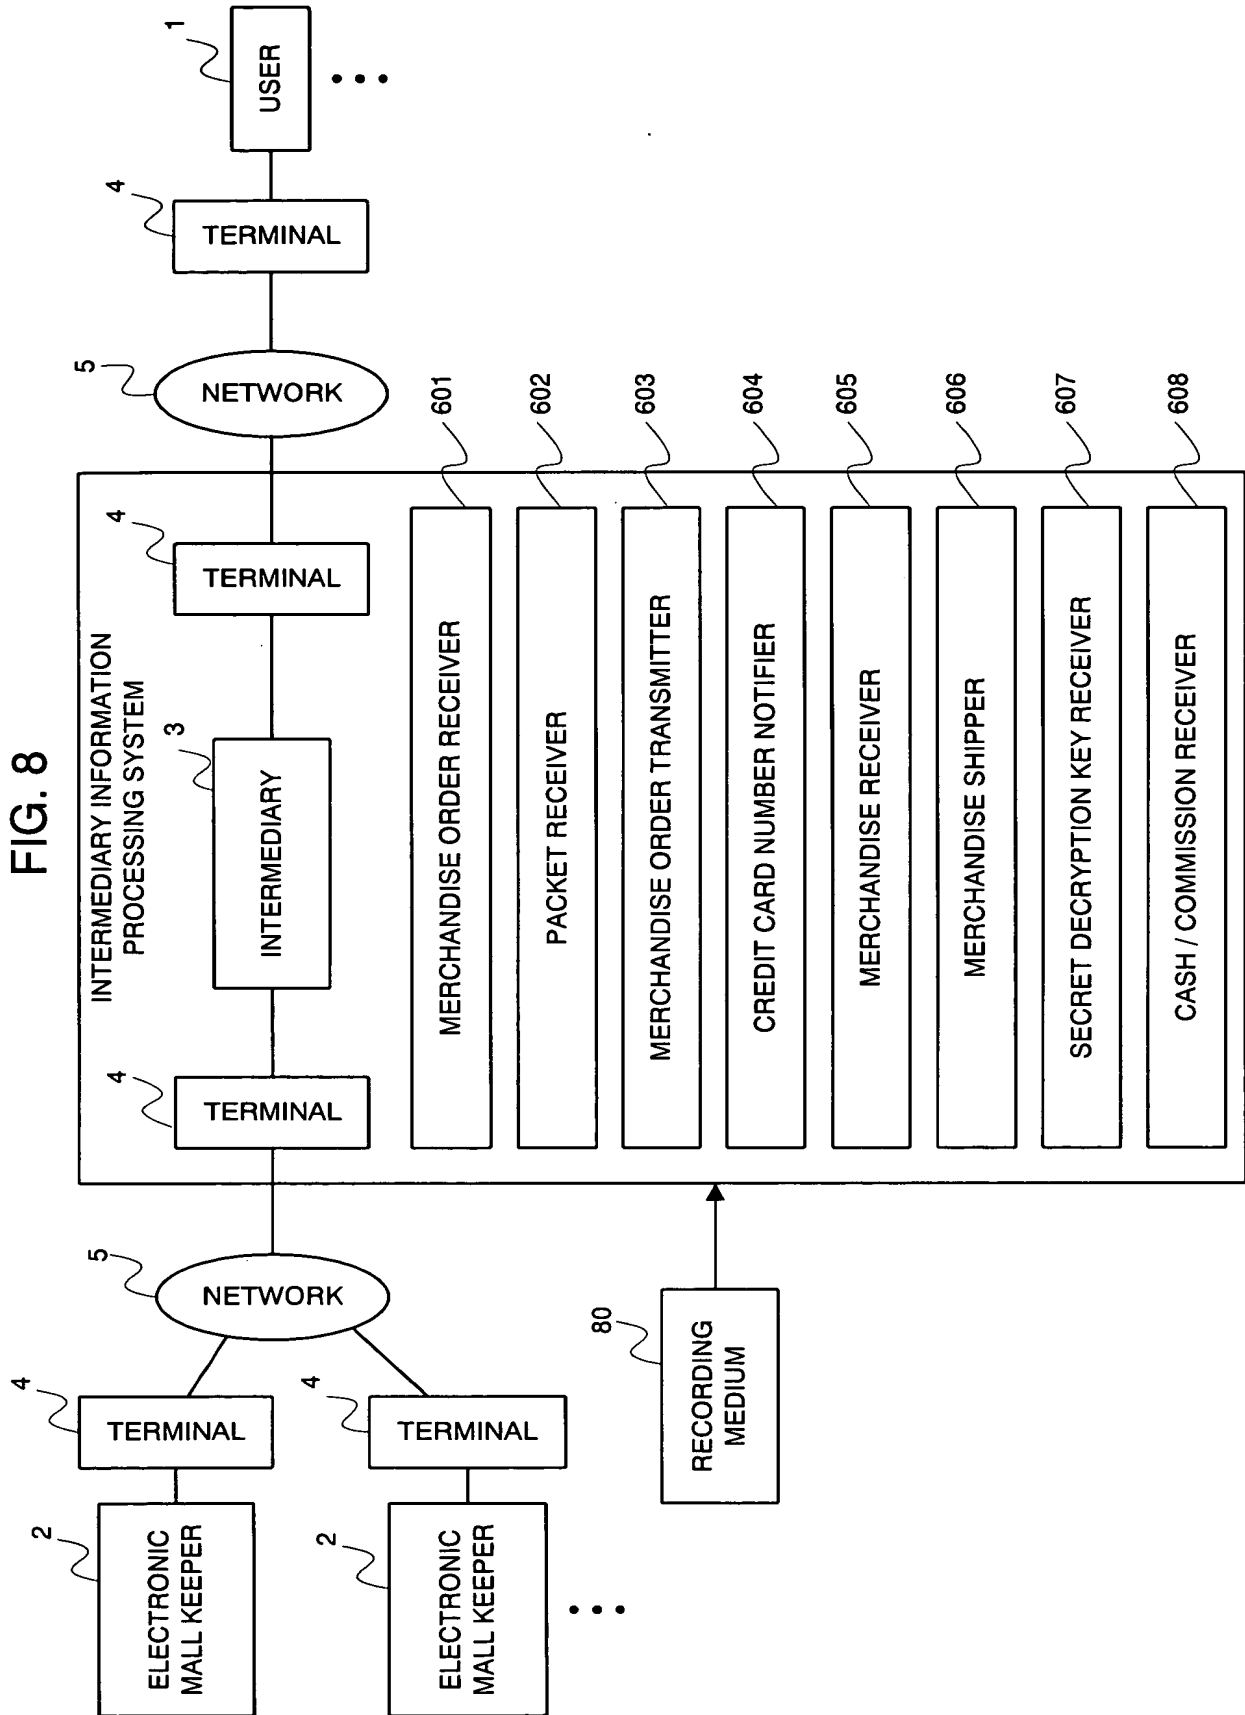 FIG. 8
INTERMEDIARY INFORMATION
PROCESSING SYSTEM
2
ELECTRONIC
MALL KEEPER
4
TERMINAL
2
ELECTRONIC
MALL KEEPER
4
TERMINAL
5
NETWORK
4
TERMINAL
3
INTERMEDIARY
4
TERMINAL
5
NETWORK
4
TERMINAL
1
USER
MERCHANDISE ORDER RECEIVER
601
PACKET RECEIVER
602
MERCHANDISE ORDER TRANSMITTER
603
CREDIT CARD NUMBER NOTIFIER
604
MERCHANDISE RECEIVER
605
MERCHANDISE SHIPPER
606
SECRET DECRYPTION KEY RECEIVER
607
CASH / COMMISSION RECEIVER
608
80
RECORDING
MEDIUM